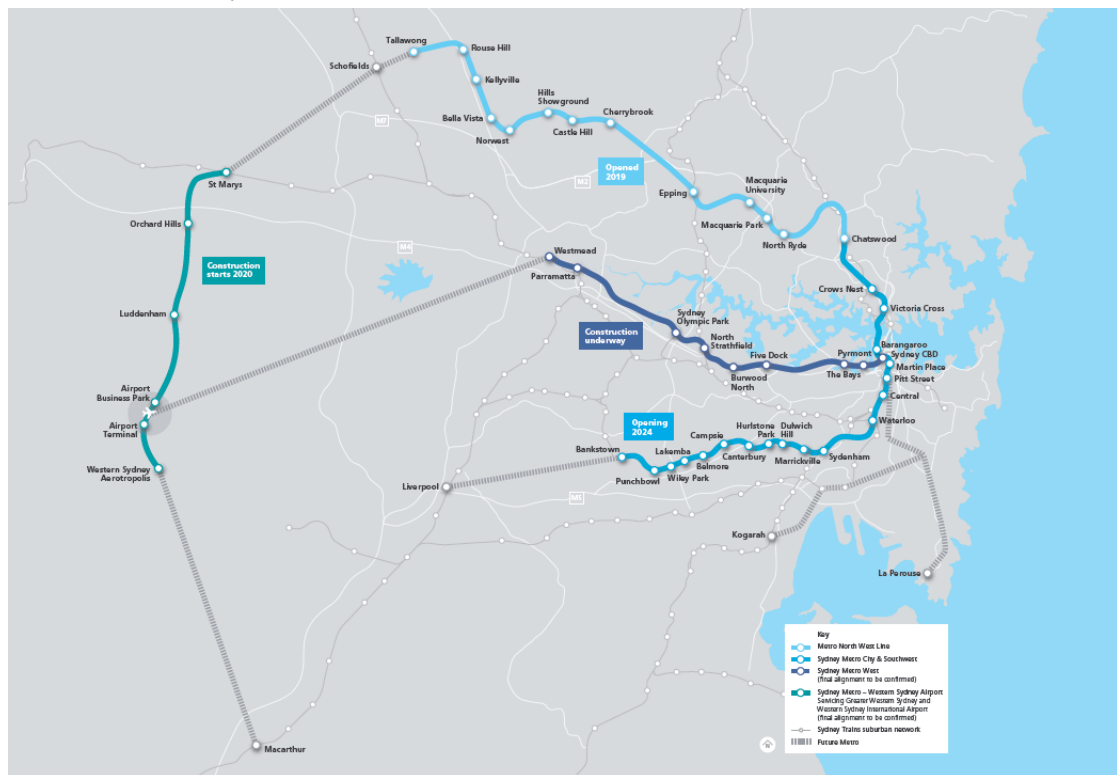 Tallawong
Rouse Hill
Schofields
Kellyville
Hills
Showground
Cherrybrook
Bella Vista
Castle Hill
M7
Norwest
Opened
2019
M2
St Marys
Epping
Macquarie
University
Macquarie Park
Orchard Hills
North Ryde
Chatswood
M4
Westmead
Construction
starts 2020
Parramatta
Crows Nest
Victoria Cross
Luddenham
Sydney
Olympic Park
Construction
underway
North
Strathfield
Barangaroo
Five Dock
Pyrmont
Sydney CBD
Martin Place
Burwood
North
The Bays
Pitt Street
Airport
Business Park
Central
Airport
Terminal
Opening
2024
Waterloo
Hurlstone
Park
Dulwich
Hill
Campsie
Bankstown
Lakemba
Canterbury
Marrickville
Sydenham
Belmore
Western Sydney
Aerotropolis
Punchbowl
Wiley Park
Liverpool
M5
Kogarah
La Perouse
Key
Metro North West Line
Sydney Metro City & Southwest
Sydney Metro West
(final alignment to be confirmed)
Sydney Metro – Western Sydney Airport
Servicing Greater Western Sydney and
Western Sydney International Airport
(final alignment to be confirmed)
Sydney Trains suburban network
Future Metro
N
Macarthur